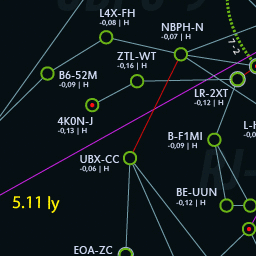 L4X-FH
-0,08 | H
NBPH-N
-0,07 | H
ZTL-WT
-0,16 | H
B6-52M
-0,09 | H
LR-2XT
-0,12 | H
4K0N-J
-0,13 | H
B-F1MI
-0,09 | H
UBX-CC
-0,06 | H
BE-UUN
-0,12 | H
5.11 ly
EOA-ZC